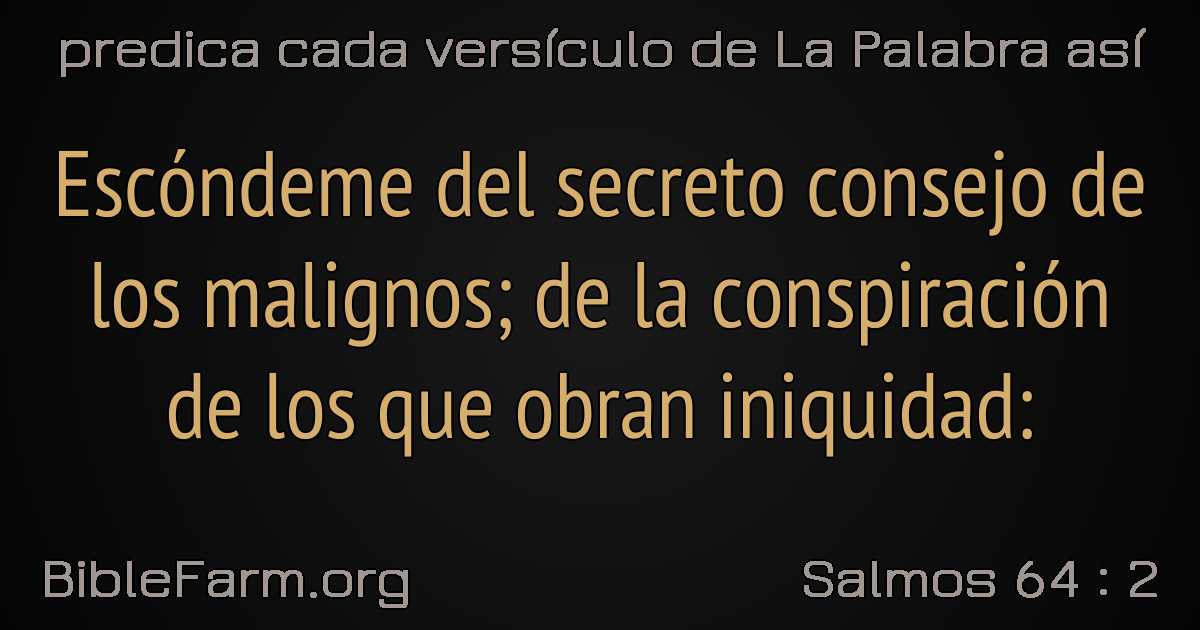 predica cada versículo de La Palabra así
Escóndeme del secreto consejo de
los malignos; de la conspiración
de los que obran iniquidad:
BibleFarm.org
Salmos 64 : 2